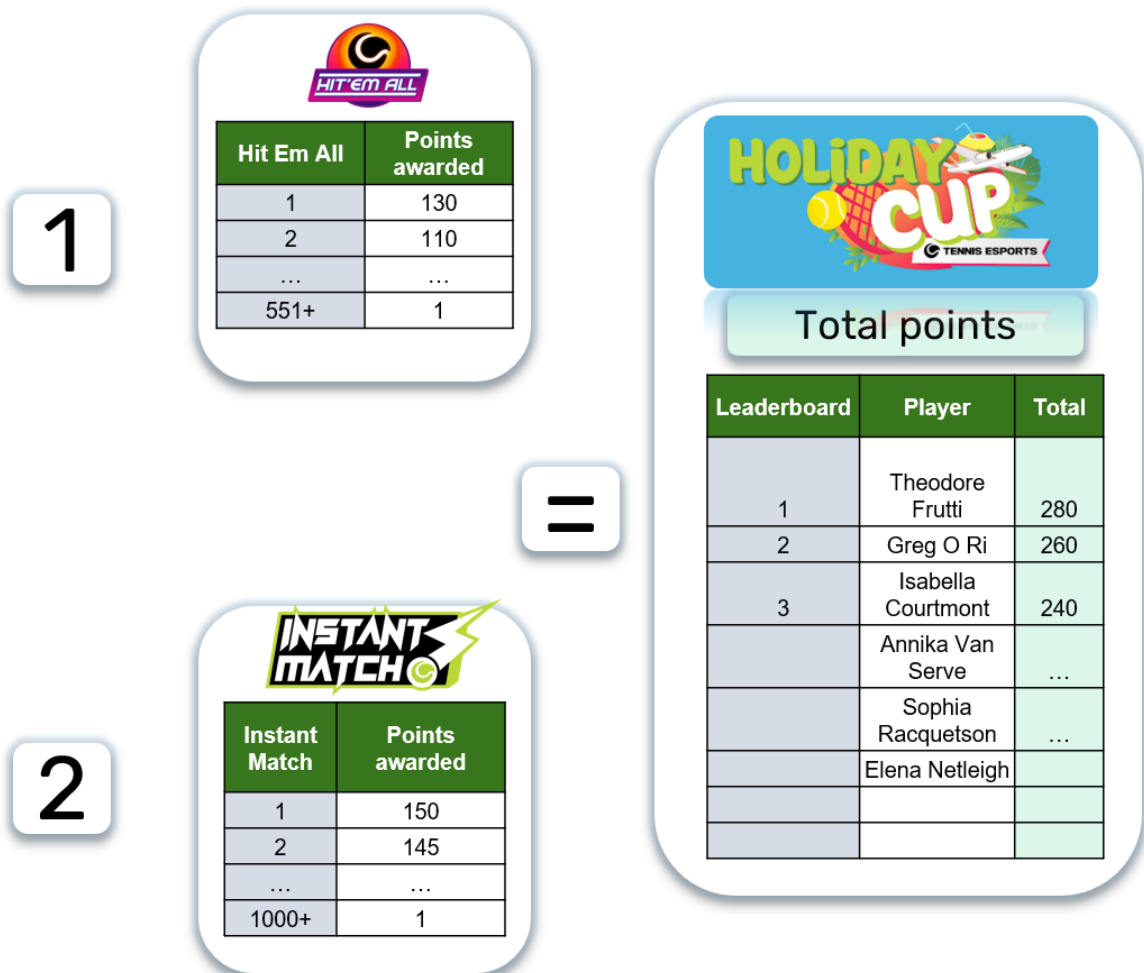 1
HIT'EM ALL
Hit Em All
Points
awarded
1 130
2 110
... ...
551+ 1
2
INSTANT
MATCH
Instant
Match
Points
awarded
1 150
2 145
... ...
1000+ 1
=
HOLiDAY
CUP
TENNIS ESPORTS
Total points
Leaderboard Player Total
Theodore
1 Frutti 280
2 Greg O Ri 260
Isabella
3 Courtmont 240
Annika Van
Serve ...
Sophia
Racquetson ...
Elena Netleigh